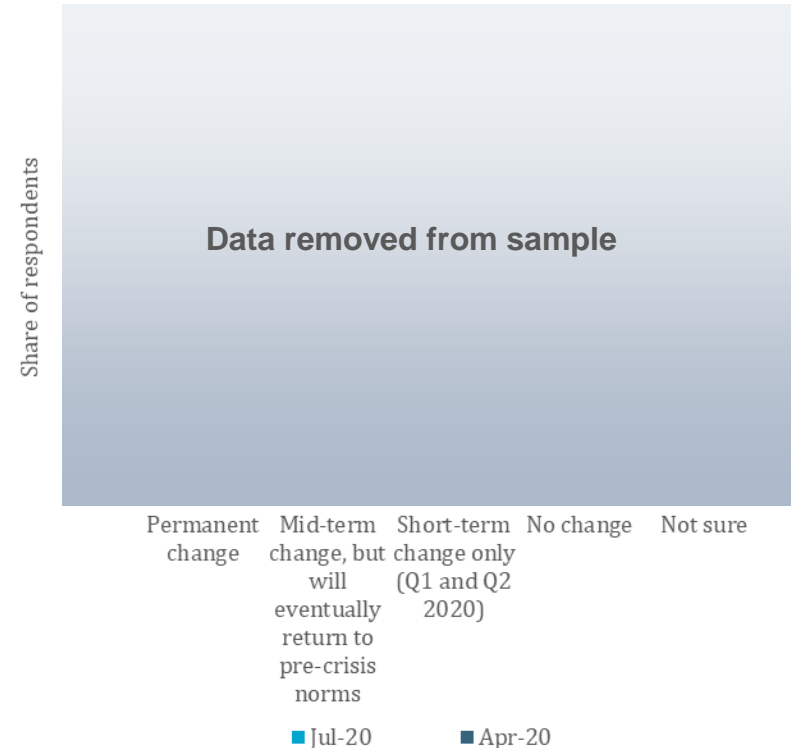 Share of respondents
Data removed from sample
Permanent
change
Mid-term
change, but
will
eventually
return to
pre-crisis
norms
Short-term
change only
(Q1 and Q2
2020)
No change
Not sure
Jul-20
Apr-20